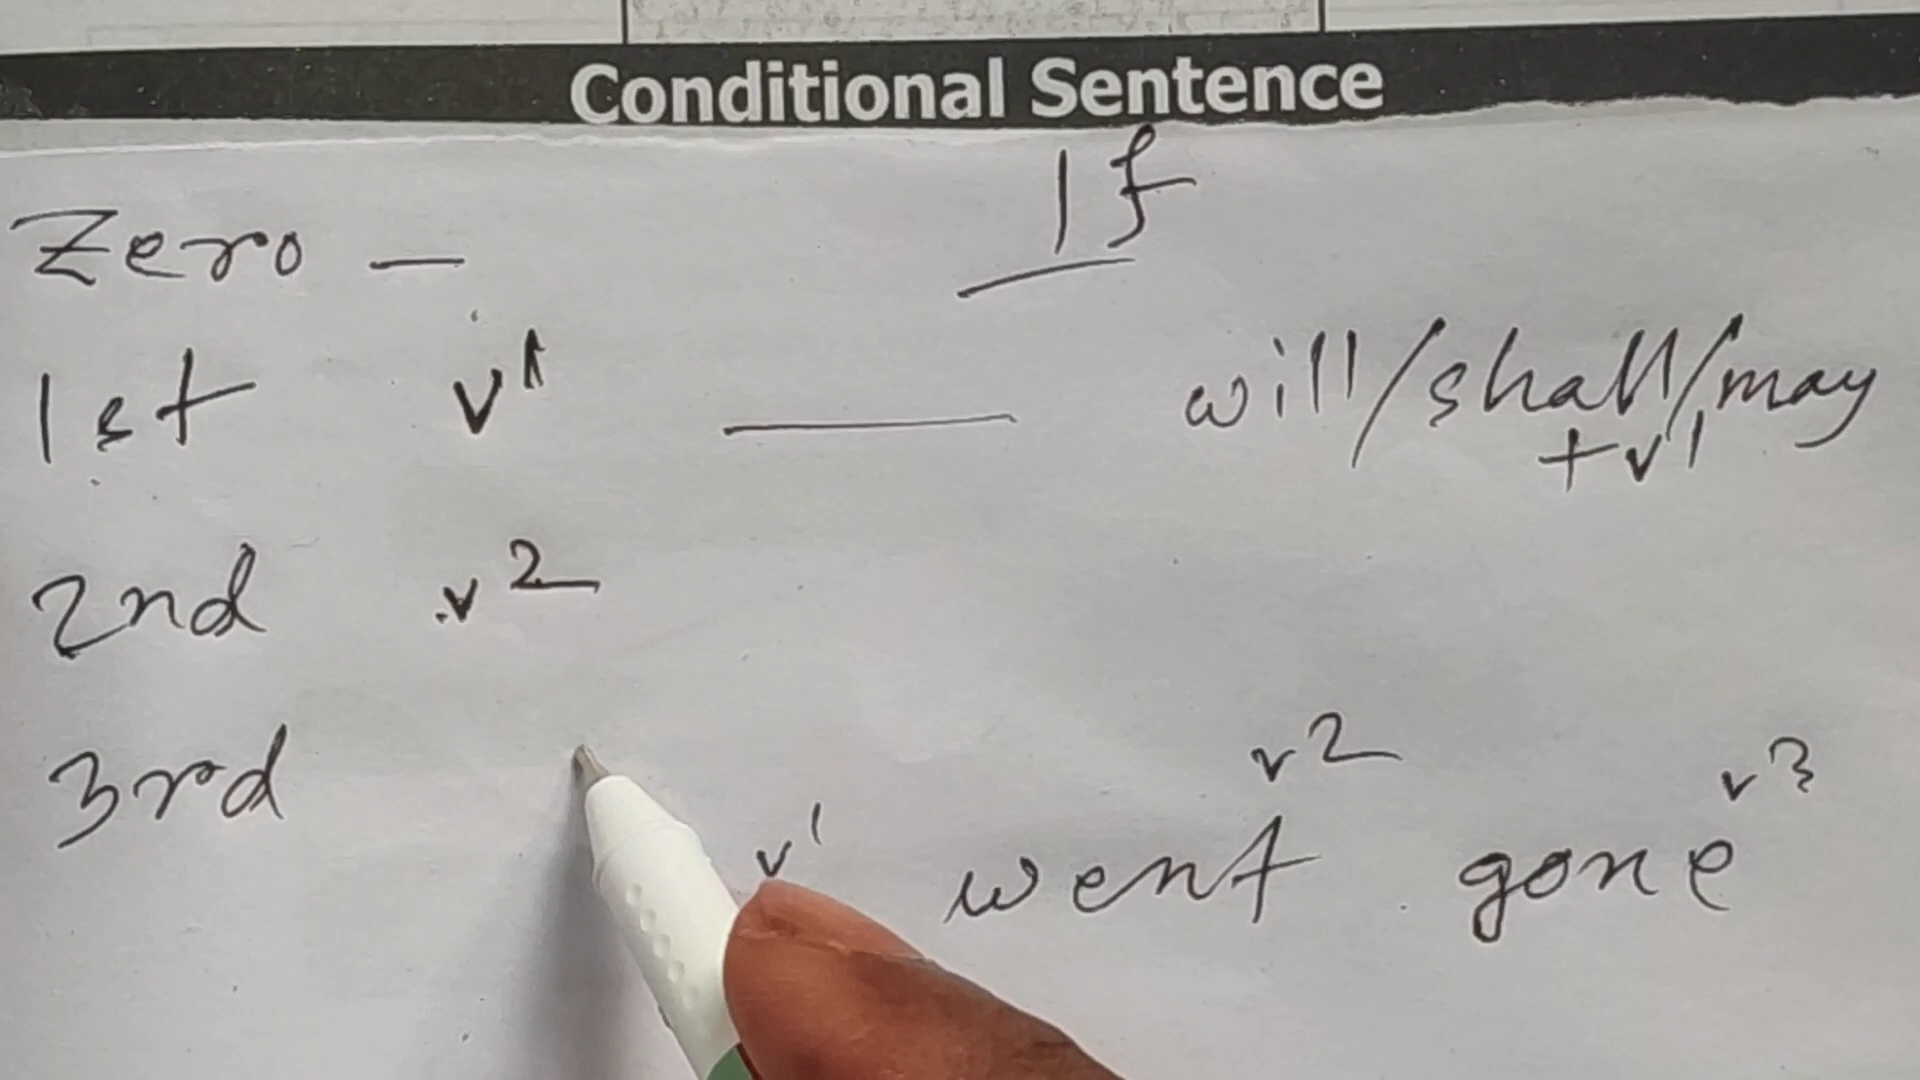 Conditional Sentence
If
Zero —
1st v1 — will/shall/may
+v1
2nd v2
3rd
v1 v2 v3
went gone